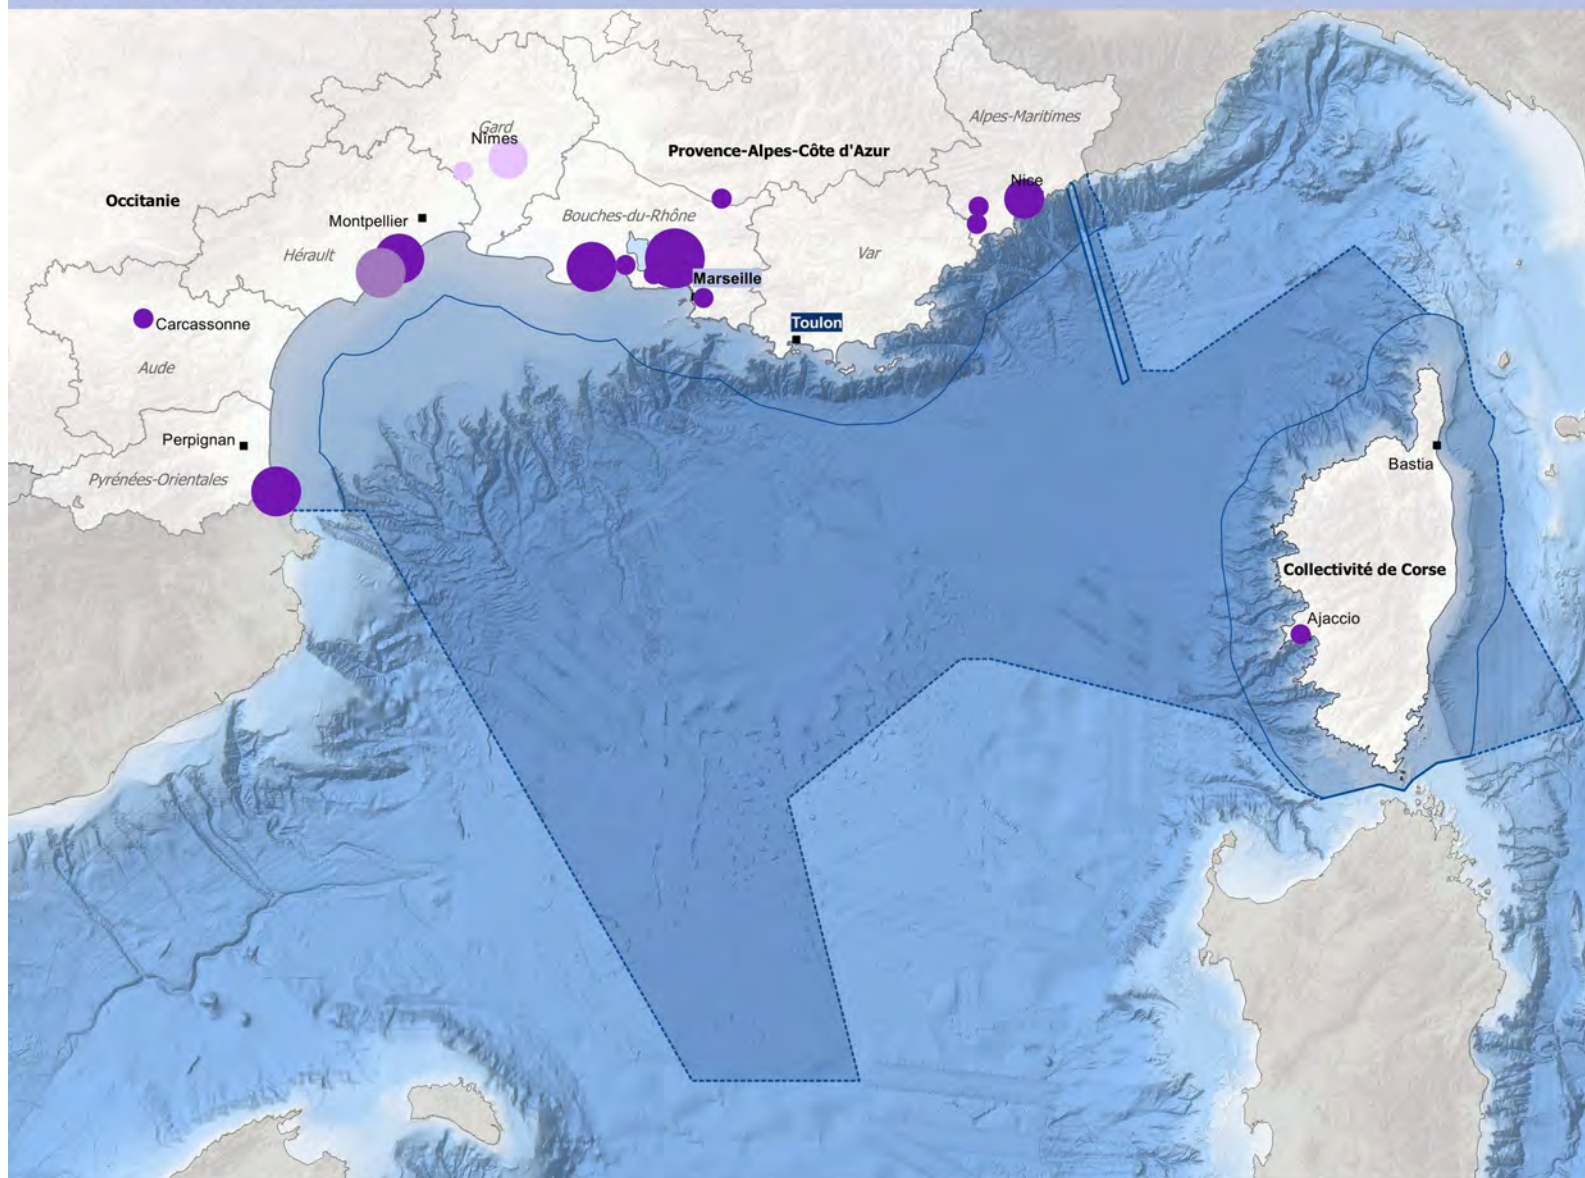 Alpes-Maritimes
Gard
Nîmes
Provence-Alpes-Côte d'Azur
Nice
Occitanie
Montpellier
Bouches-du-Rhône
Hérault
Var
Marseille
Carcassonne
Toulon
Aude
Perpignan
Bastia
Pyrénées-Orientales
Collectivité de Corse
Ajaccio